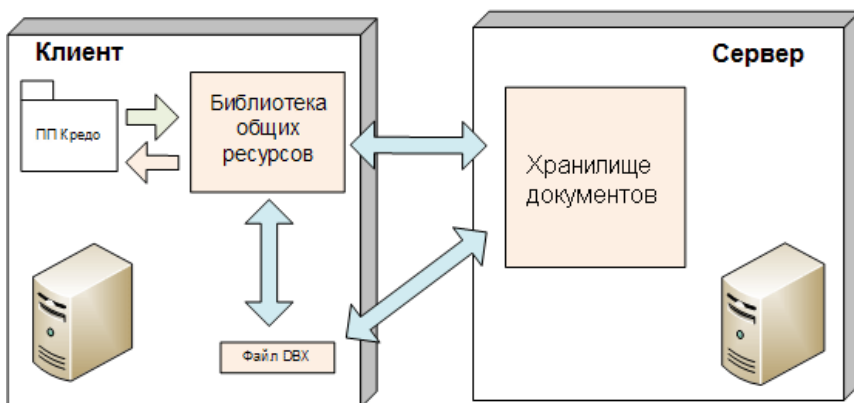 Клиент
Сервер
ПП Кредо
Библиотека
общих
ресурсов
Хранилище
документов
Файл DBX